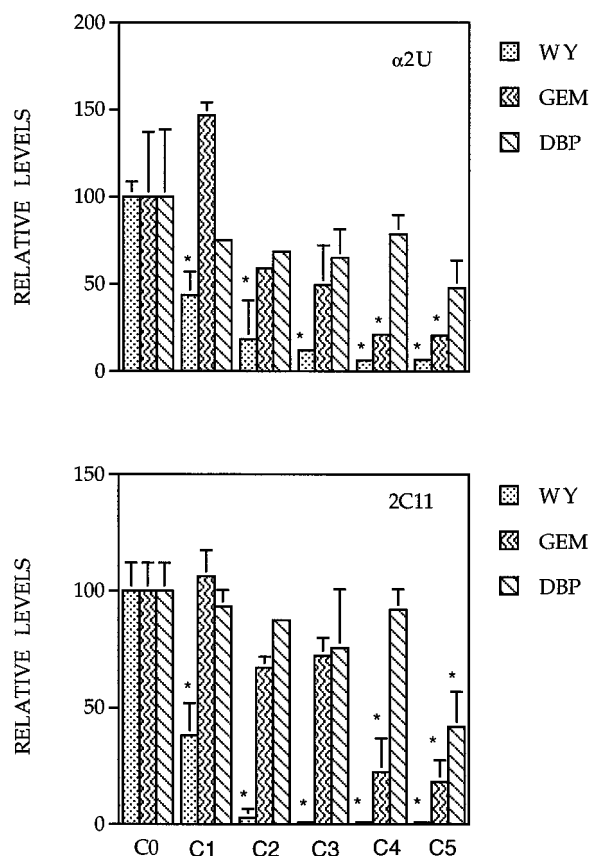 200
α2U
WY
150
GEM
DBP
100
RELATIVE LEVELS
50
*
*
*
*
*
*
*
0
150
2C11
WY
GEM
DBP
100
RELATIVE LEVELS
50
*
*
*
*
*
*
*
*
0
C0 C1 C2 C3 C4 C5